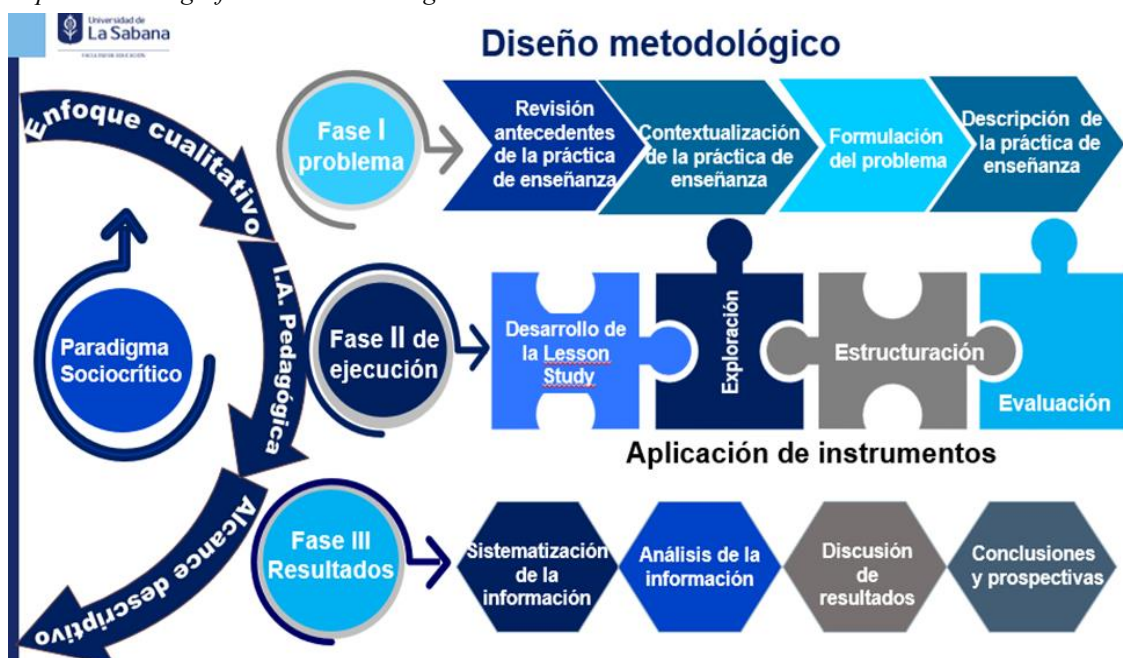 Universidad de
La Sabana
FACULTAD DE EDUCACIÓN
Diseño metodológico
Enfoque cualitativo
I.A. Pedagógica
Alcance descriptivo
Paradigma
Sociocrítico
Fase I
problema
Revisión
antecedentes
de la práctica
de enseñanza
Contextualización
de la práctica de
enseñanza
Formulación
del problema
Descripción de
la práctica de
enseñanza
Fase II de
ejecución
Desarrollo de
la Lesson
Study
Exploración
Estructuración
Evaluación
Aplicación de instrumentos
Fase III
Resultados
Sistematización
de la
información
Análisis de la
información
Discusión
de
resultados
Conclusiones
y prospectivas